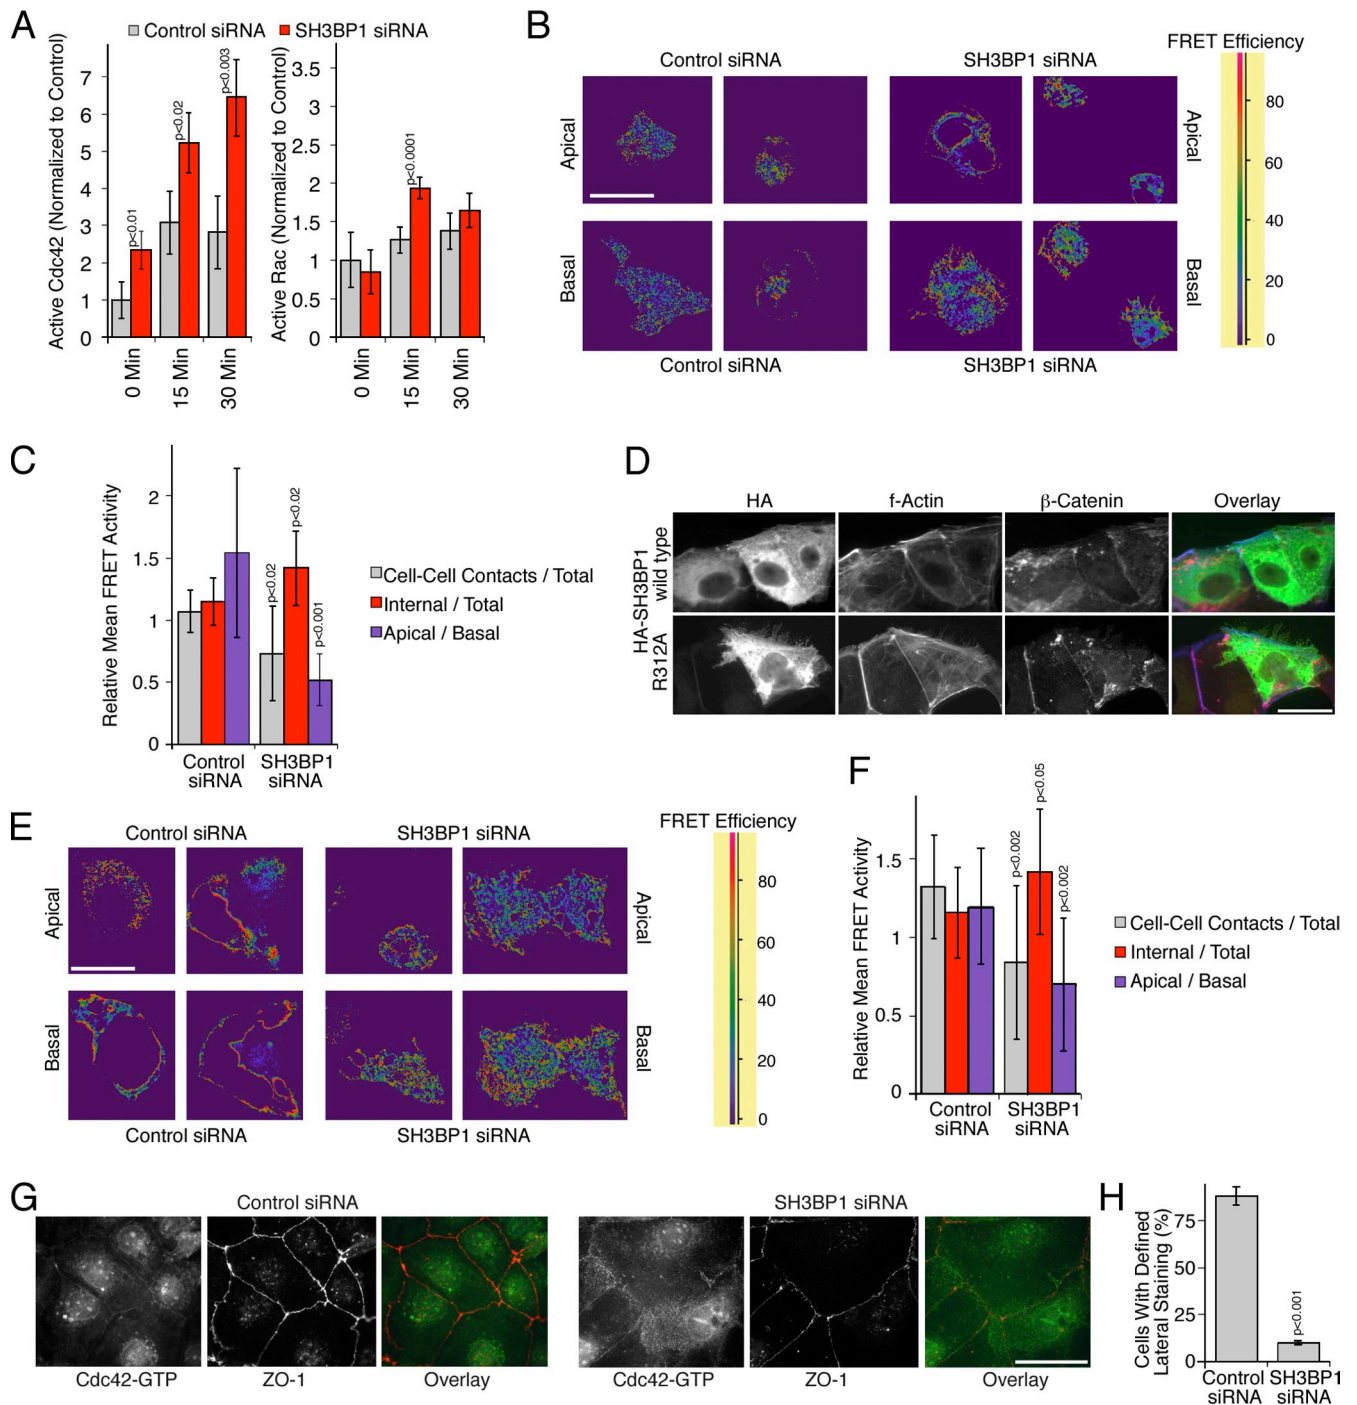 A
Control siRNA
SH3BP1 siRNA
Active Cdc42 (Normalized to Control)
7
6
5
4
3
2
1
0
p<0.01
p<0.02
p<0.003
0 Min
15 Min
30 Min
Active Rac (Normalized to Control)
3.5
3
2.5
2
1.5
1
0.5
0
p<0.0001
0 Min
15 Min
30 Min
B
Control siRNA
SH3BP1 siRNA
FRET Efficiency
Apical
Apical
Basal
Basal
Control siRNA
SH3BP1 siRNA
80
60
40
20
0
C
Relative Mean FRET Activity
2
1.5
1
0.5
0
p<0.02
p<0.02
p<0.001
Control
siRNA
SH3BP1
siRNA
Cell-Cell Contacts / Total
Internal / Total
Apical / Basal
D
HA
f-Actin
β-Catenin
Overlay
HA-SH3BP1
wild type
R312A
E
Control siRNA
SH3BP1 siRNA
FRET Efficiency
Apical
Apical
Basal
Basal
Control siRNA
SH3BP1 siRNA
80
60
40
20
0
F
Relative Mean FRET Activity
1.5
1
0.5
0
p<0.002
p<0.05
p<0.002
Control
siRNA
SH3BP1
siRNA
Cell-Cell Contacts / Total
Internal / Total
Apical / Basal
G
Control siRNA
SH3BP1 siRNA
Cdc42-GTP
ZO-1
Overlay
Cdc42-GTP
ZO-1
Overlay
H
Cells With Defined
Lateral Staining (%)
75
50
25
0
p<0.001
Control
siRNA
SH3BP1
siRNA